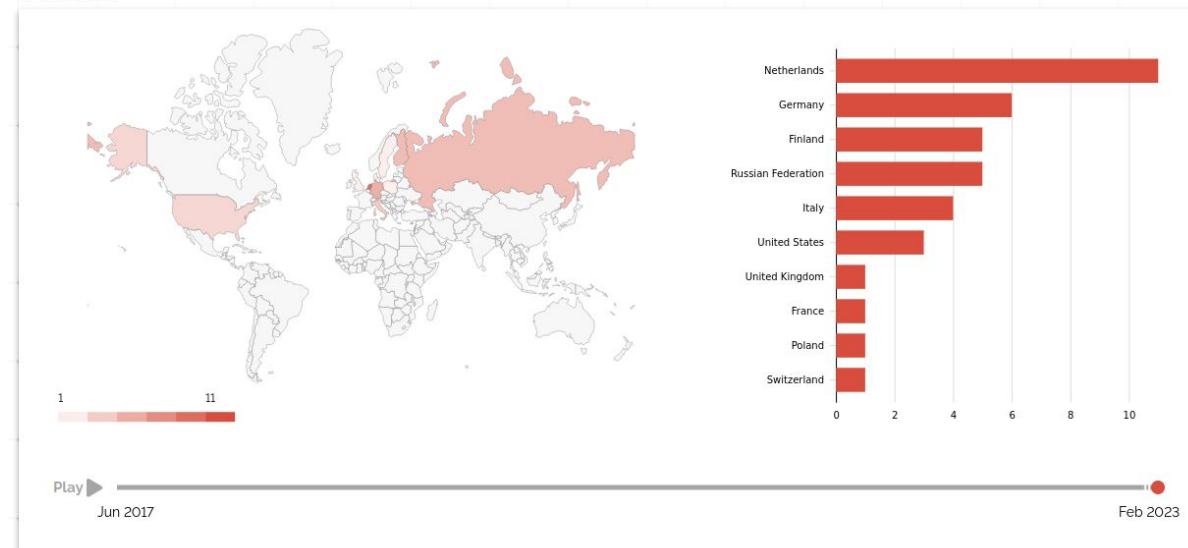 Netherlands
Germany
Finland
Russian Federation
Italy
United States
United Kingdom
France
Poland
Switzerland
0 2 4 6 8 10
1 11
Play
Jun 2017
Feb 2023